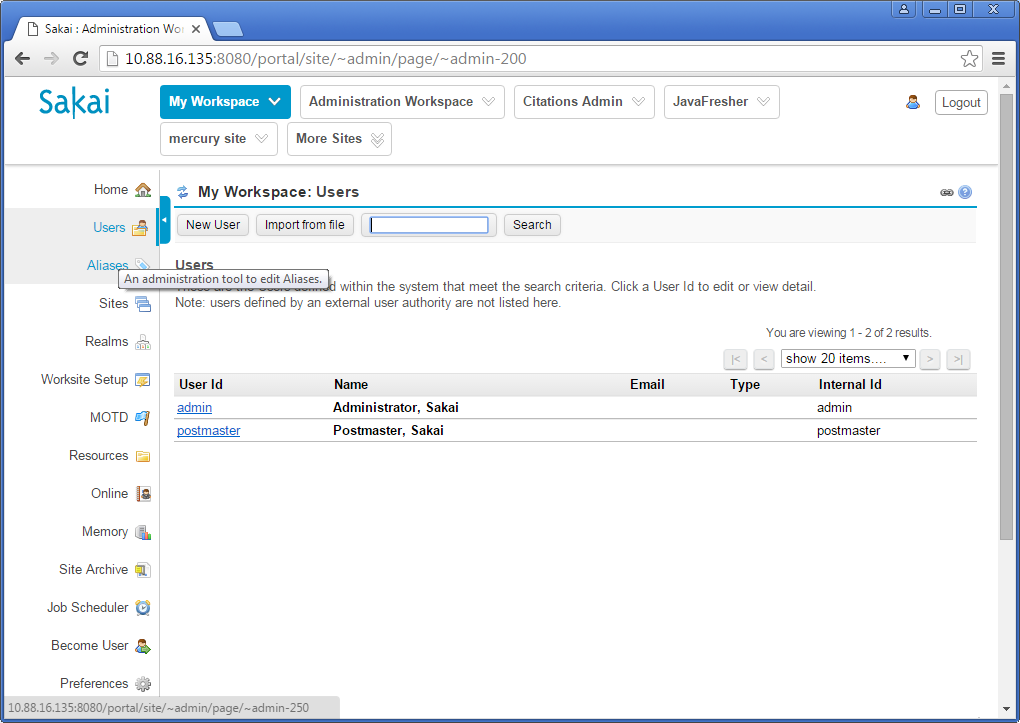 Sakai : Administration Wo
10.88.16.135:8080/portal/site/~admin/page/~admin-200
Sakai
My Workspace
Administration Workspace
Citations Admin
JavaFresher
Logout
mercury site
More Sites
Home
Users
Aliases
Sites
Realms
Worksite Setup
MOTD
Resources
Online
Memory
Site Archive
Job Scheduler
Become User
Preferences
An administration tool to edit Aliases.
My Workspace: Users
?
New User
Import from file
Search
Users
within the system that meet the search criteria. Click a User Id to edit or view detail.
Note: users defined by an external user authority are not listed here.
You are viewing 1 - 2 of 2 results.
|< < show 20 items.... > >|
User Id Name Email Type Internal Id
admin Administrator, Sakai admin
postmaster Postmaster, Sakai postmaster
10.88.16.135:8080/portal/site/~admin/page/~admin-250